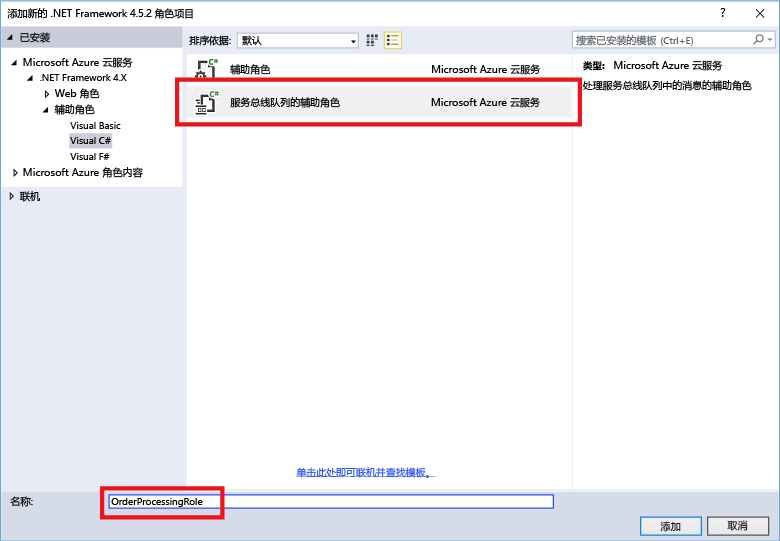 添加新的 .NET Framework 4.5.2 角色项目
已安装
Microsoft Azure 云服务
.NET Framework 4.X
Web 角色
辅助角色
Visual Basic
Visual C#
Visual F#
Microsoft Azure 角色内容
联机
排序依据: 默认
C# 辅助角色 Microsoft Azure 云服务
C# 服务总线队列的辅助角色 Microsoft Azure 云服务
单击此处即可联机并查找模板。
搜索已安装的模板 (Ctrl+E)
类型: Microsoft Azure 云服务
处理服务总线队列中的消息的辅助角色
名称: OrderProcessingRole
添加 取消